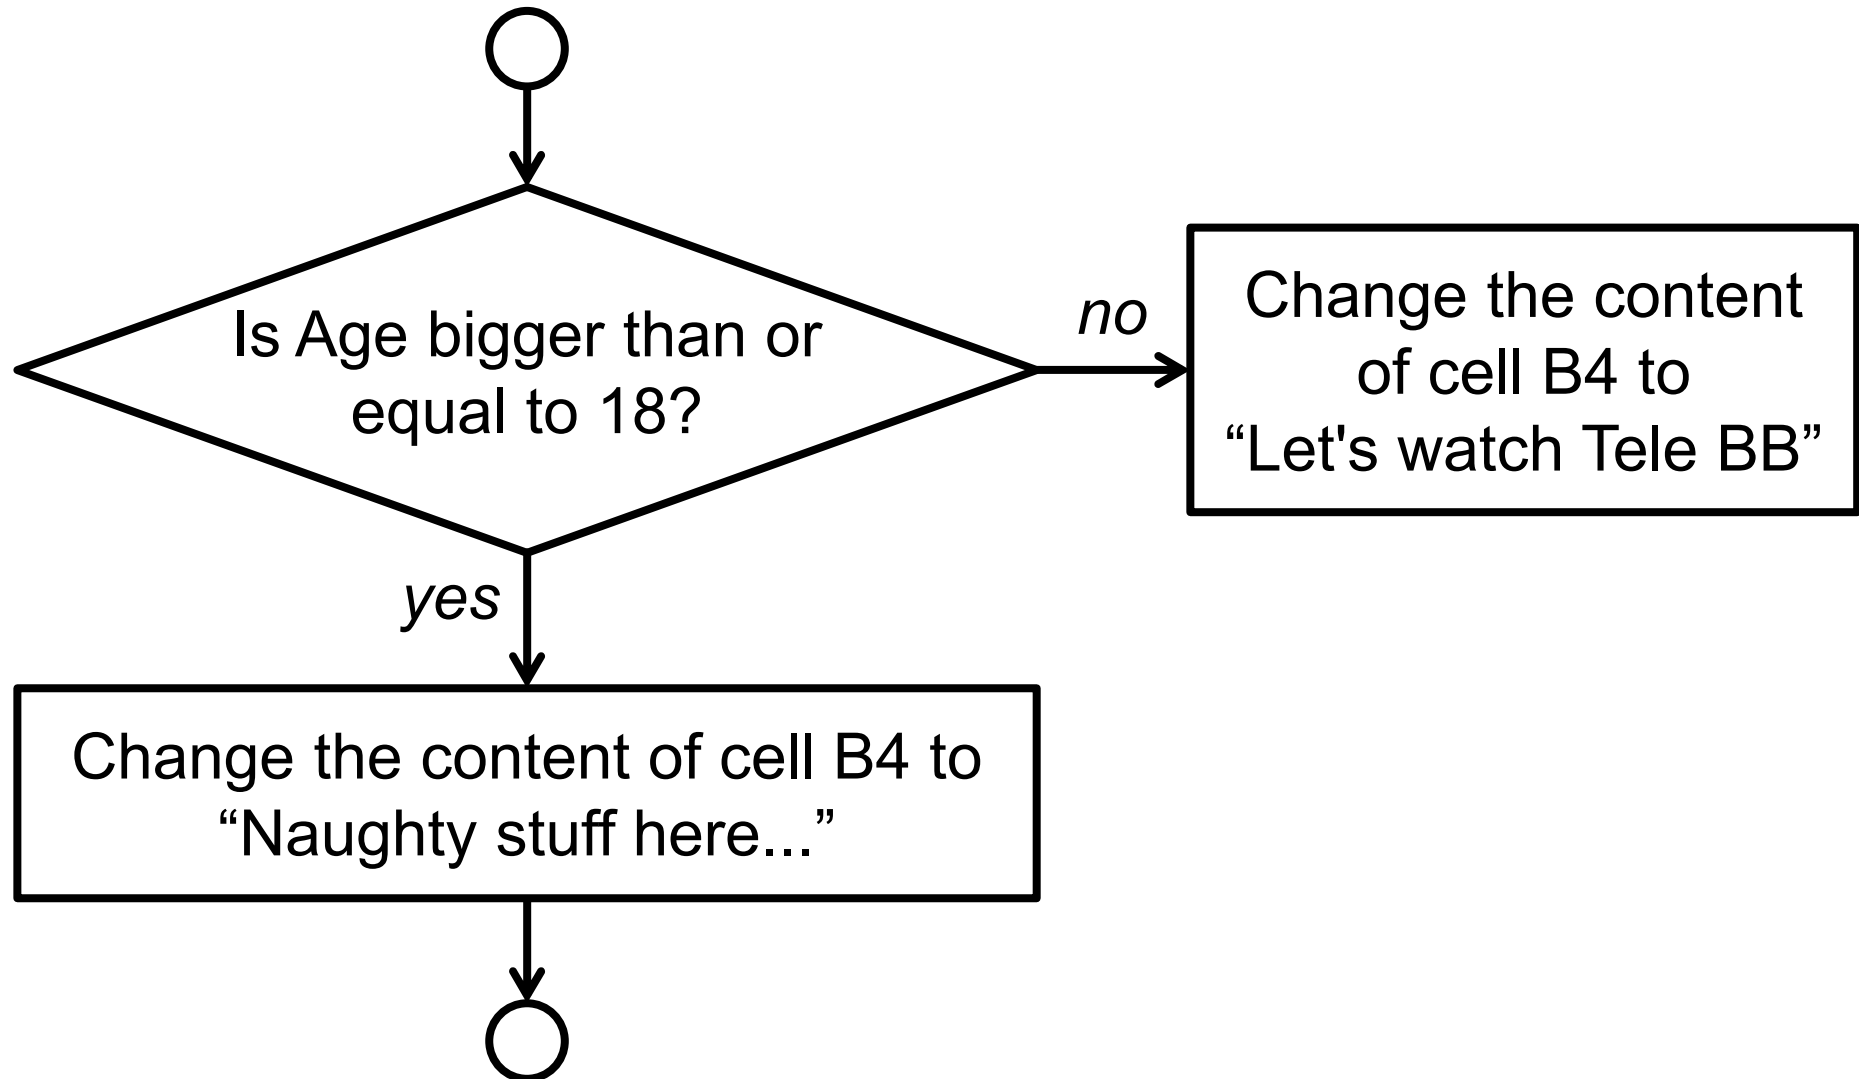 Is Age bigger than or
equal to 18?
no
Change the content
of cell B4 to
“Let's watch Tele BB”
yes
Change the content of cell B4 to
“Naughty stuff here...”